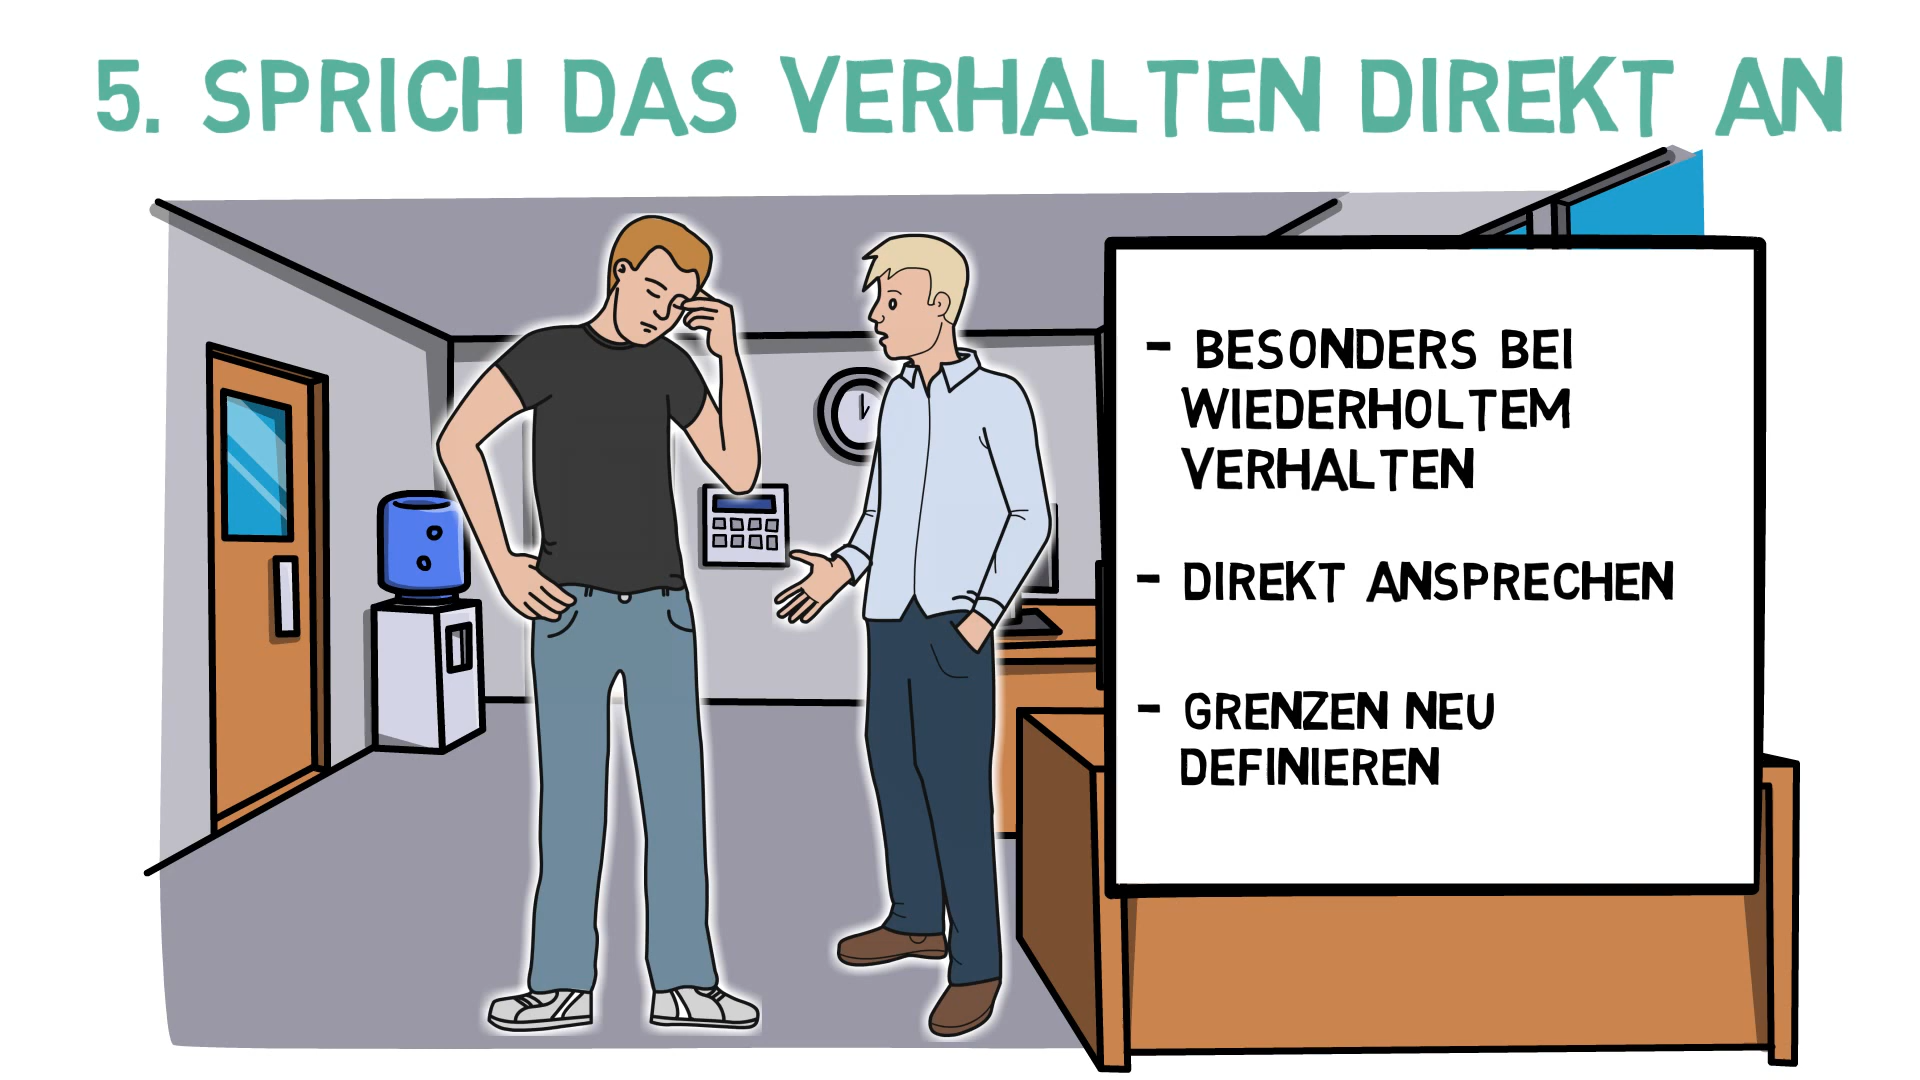 5. SPRICH DAS VERHALTEN DIREKT AN
- BESONDERS BEI
WIEDERHOLTEM
VERHALTEN
- DIREKT ANSPRECHEN
- GRENZEN NEU
DEFINIEREN